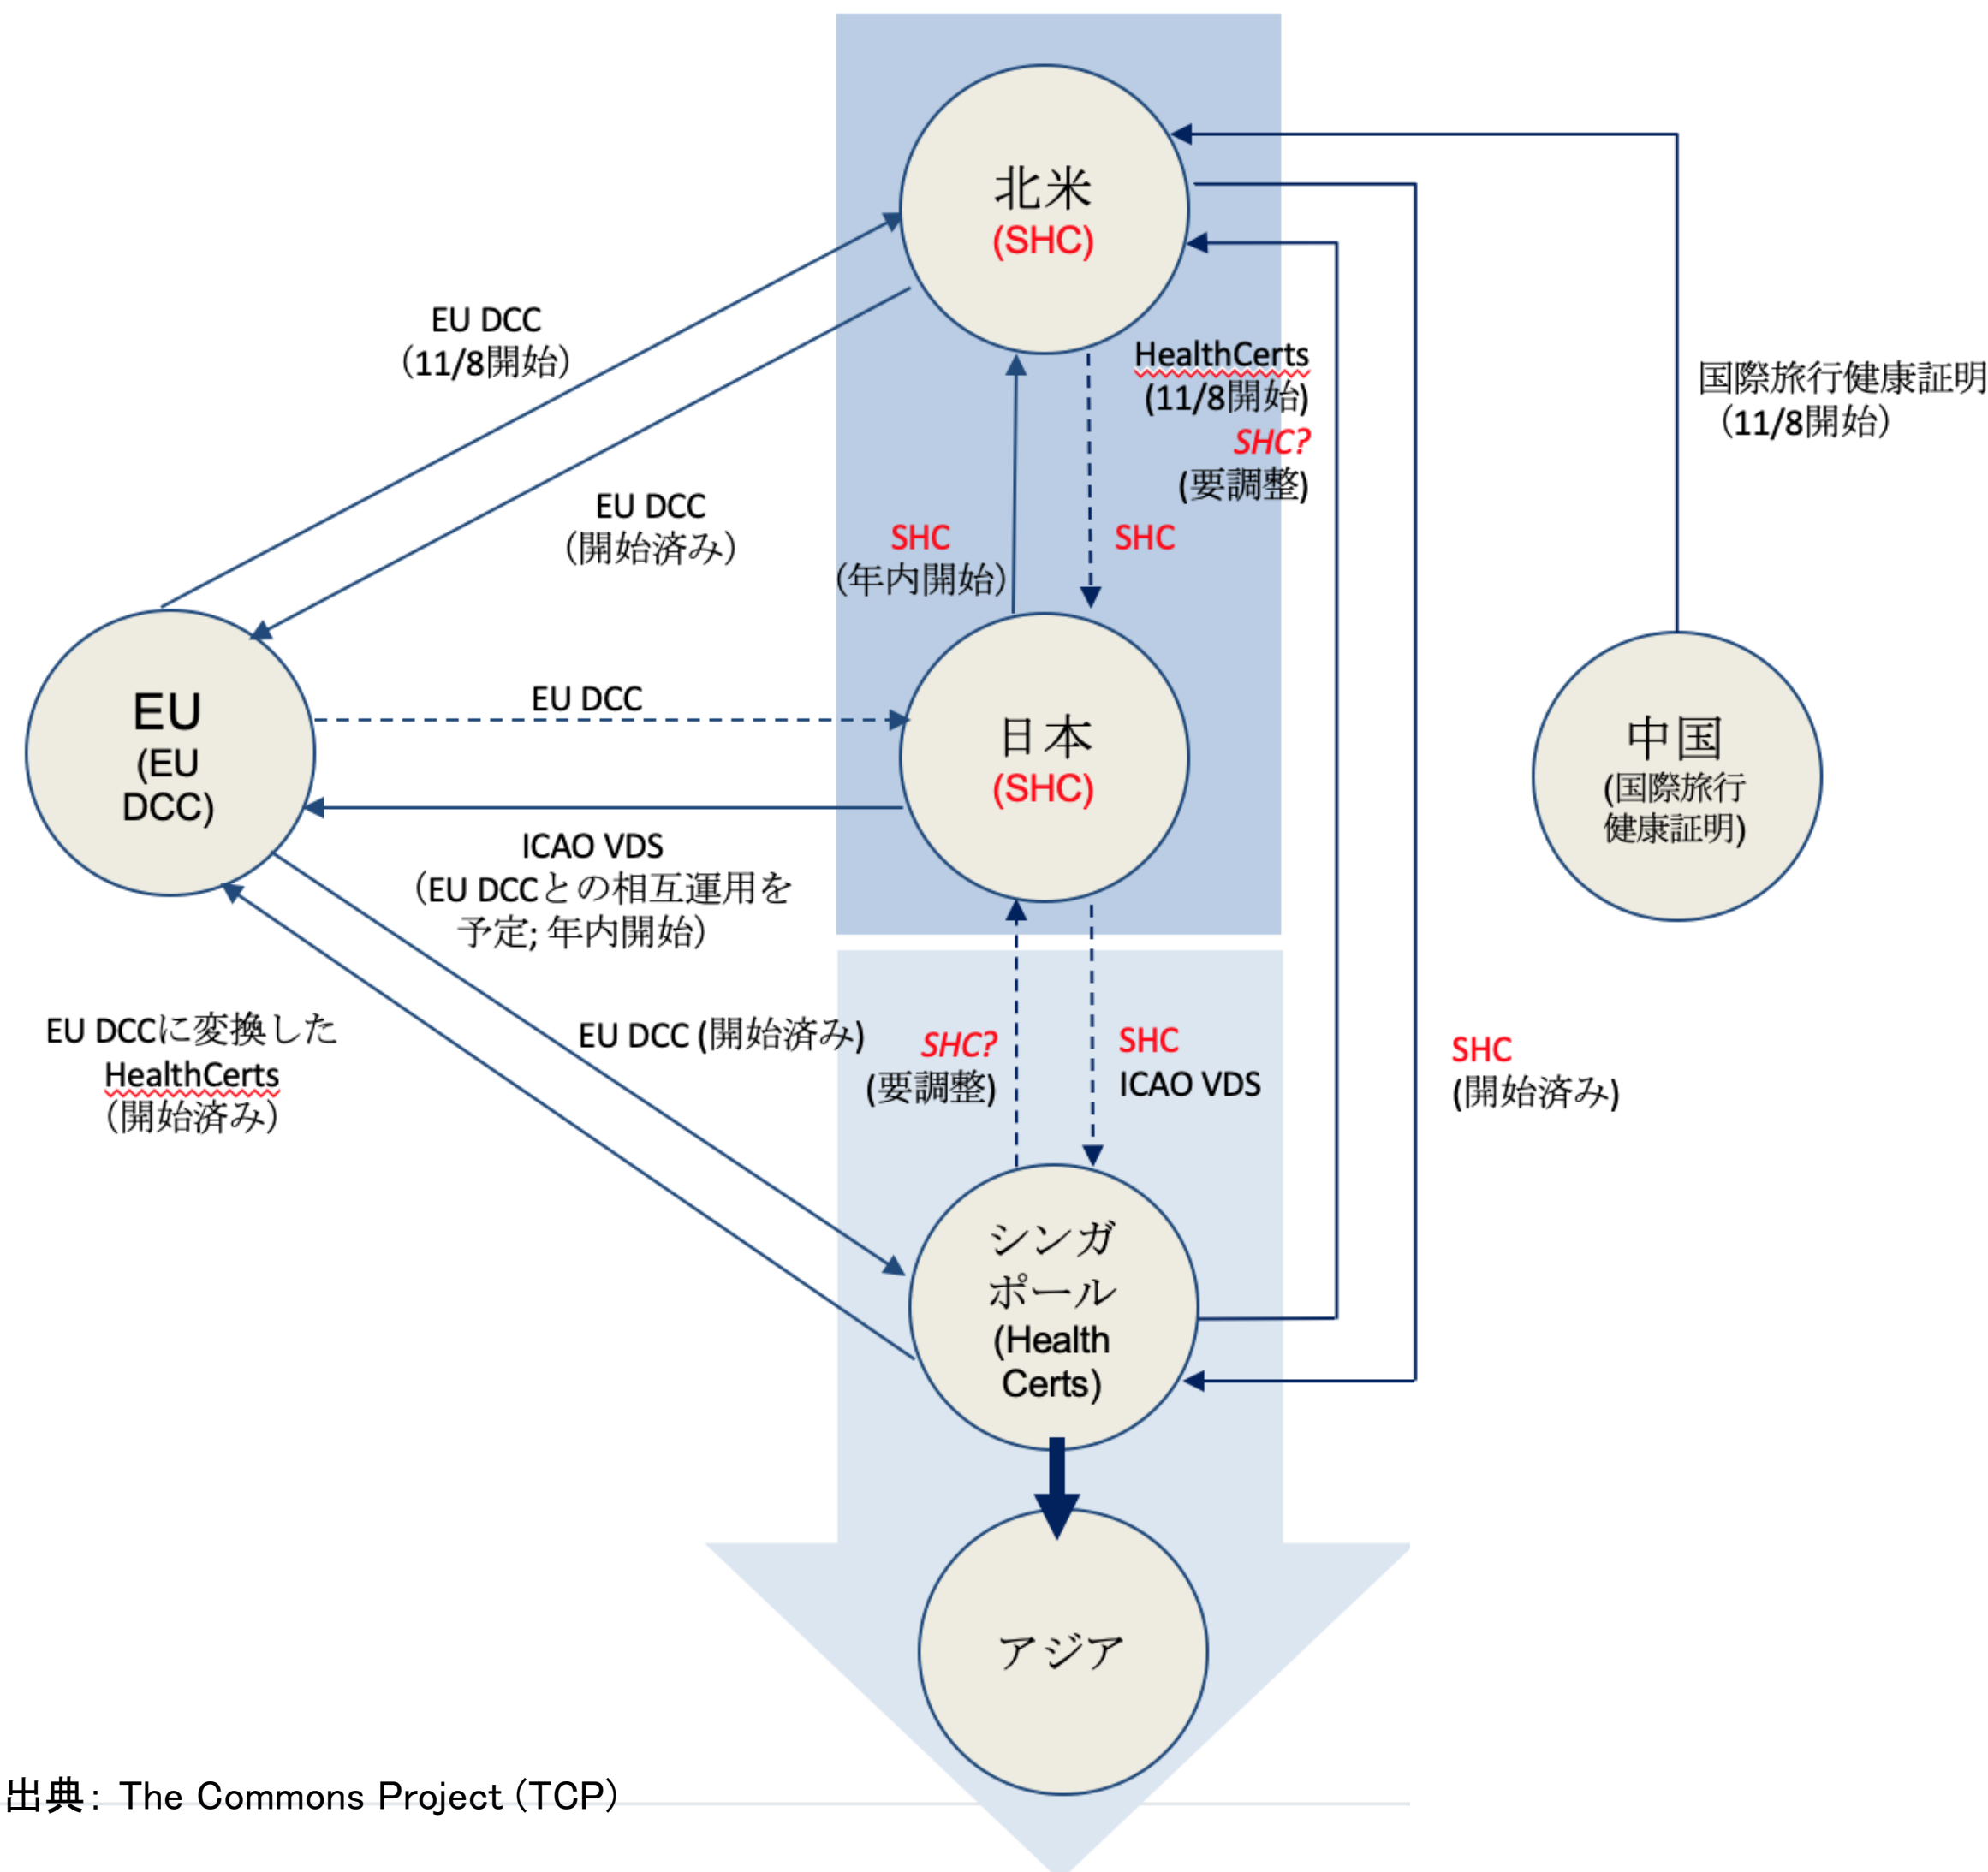 北米
(SHC)
EU DCC
（11/8開始）
HealthCerts
(11/8開始)
SHC?
(要調整)
国際旅行健康証明
（11/8開始）
EU DCC
（開始済み）
SHC
（年内開始）
SHC
EU
(EU
DCC)
EU DCC
日本
(SHC)
中国
(国際旅行
健康証明)
ICAO VDS
（EU DCCとの相互運用を
予定; 年内開始）
EU DCCに変換した
HealthCerts
（開始済み）
EU DCC (開始済み)
SHC?
(要調整)
SHC
ICAO VDS
SHC
(開始済み)
シンガ
ポール
(Health
Certs)
アジア
出典： The Commons Project (TCP)